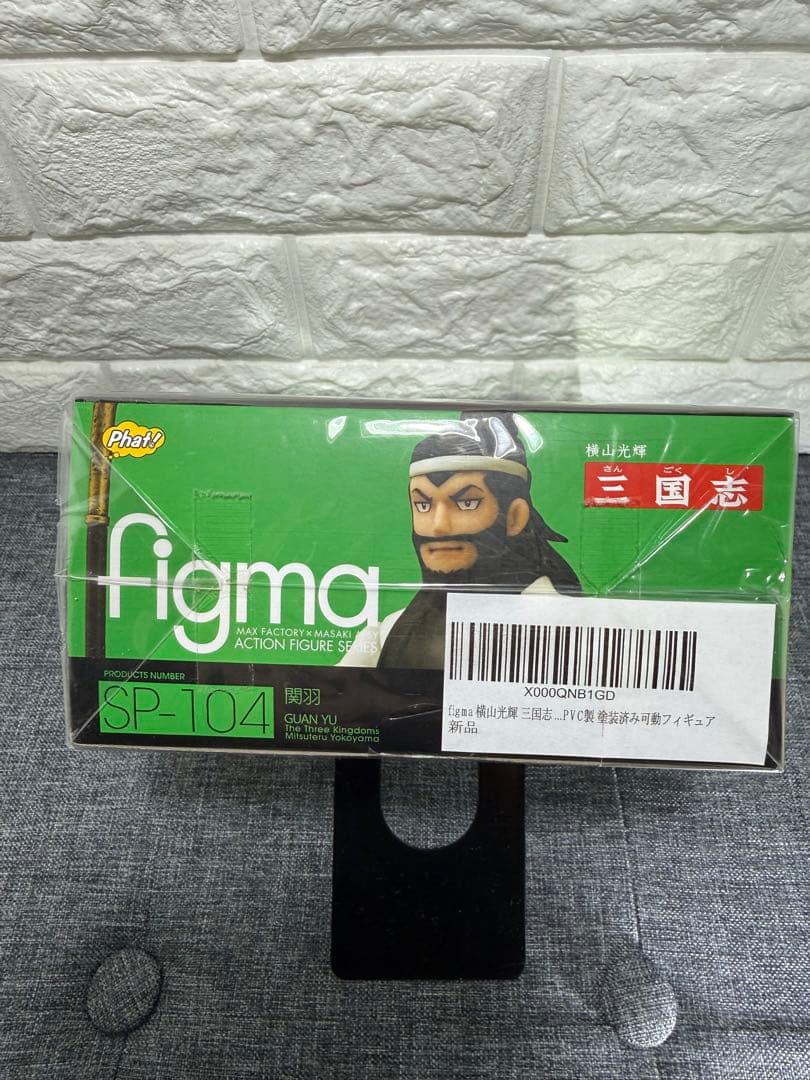 Phat!
横山光輝
さん ごく し
三国志
figma
MAX FACTORY × MASAKI APSY
ACTION FIGURE SERIES
PRODUCTS NUMBER
SP-104
関羽
GUAN YU
The Three Kingdoms
Mitsuteru Yokoyama
X000QNB1GD
figma 横山光輝 三国志 ...PVC製 塗装済み可動フィギュア
新品